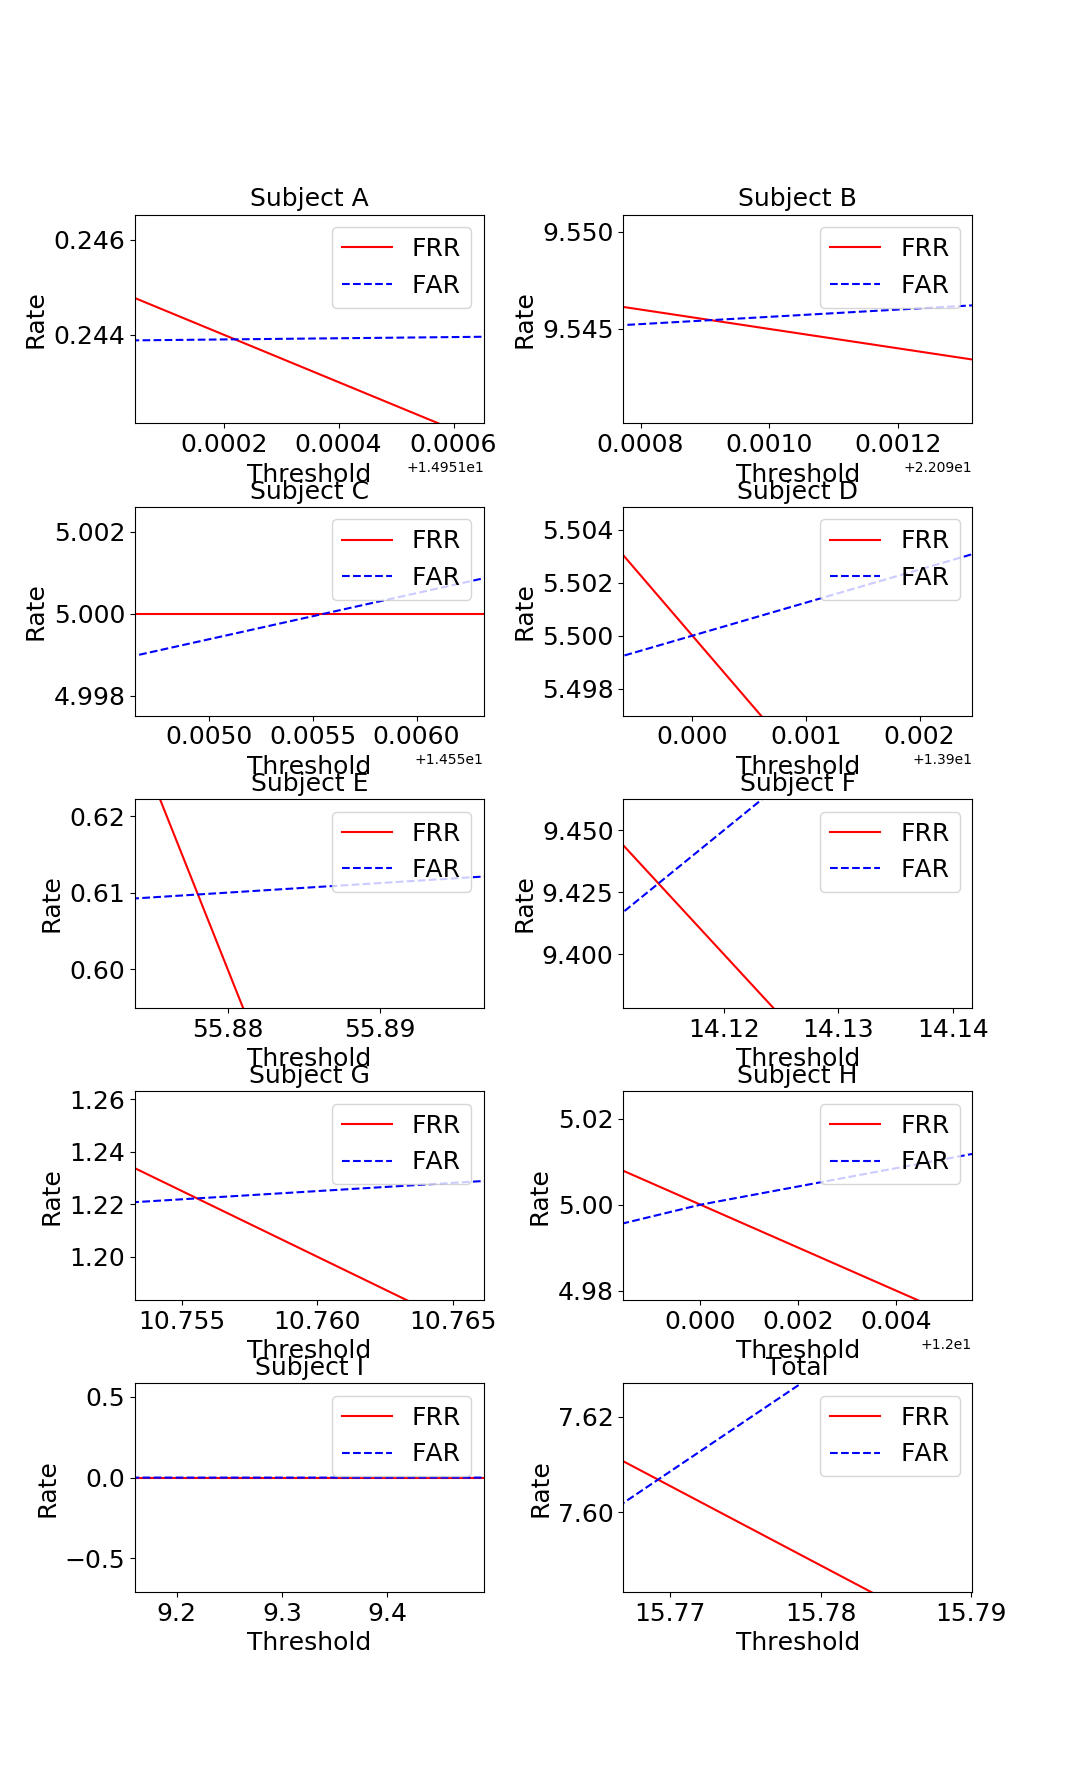 Subject A
Rate
0.246
0.244
FRR
FAR
0.0002 0.0004 0.0006
Threshold
+1.4951e1
Subject B
Rate
9.550
9.545
FRR
FAR
0.0008 0.0010 0.0012
Threshold
+2.209e1
Subject C
Rate
5.002
5.000
4.998
FRR
FAR
0.0050 0.0055 0.0060
Threshold
+1.455e1
Subject D
Rate
5.504
5.502
5.500
5.498
FRR
FAR
0.000 0.001 0.002
Threshold
+1.39e1
Subject E
Rate
0.62
0.61
0.60
FRR
FAR
55.88 55.89
Threshold
Subject F
Rate
9.450
9.425
9.400
FRR
FAR
14.12 14.13 14.14
Threshold
Subject G
Rate
1.26
1.24
1.22
1.20
FRR
FAR
10.755 10.760 10.765
Threshold
Subject H
Rate
5.02
5.00
4.98
FRR
FAR
0.000 0.002 0.004
Threshold
+1.2e1
Subject I
Rate
0.5
0.0
−0.5
FRR
FAR
9.2 9.3 9.4
Threshold
Total
Rate
7.62
7.60
FRR
FAR
15.77 15.78 15.79
Threshold